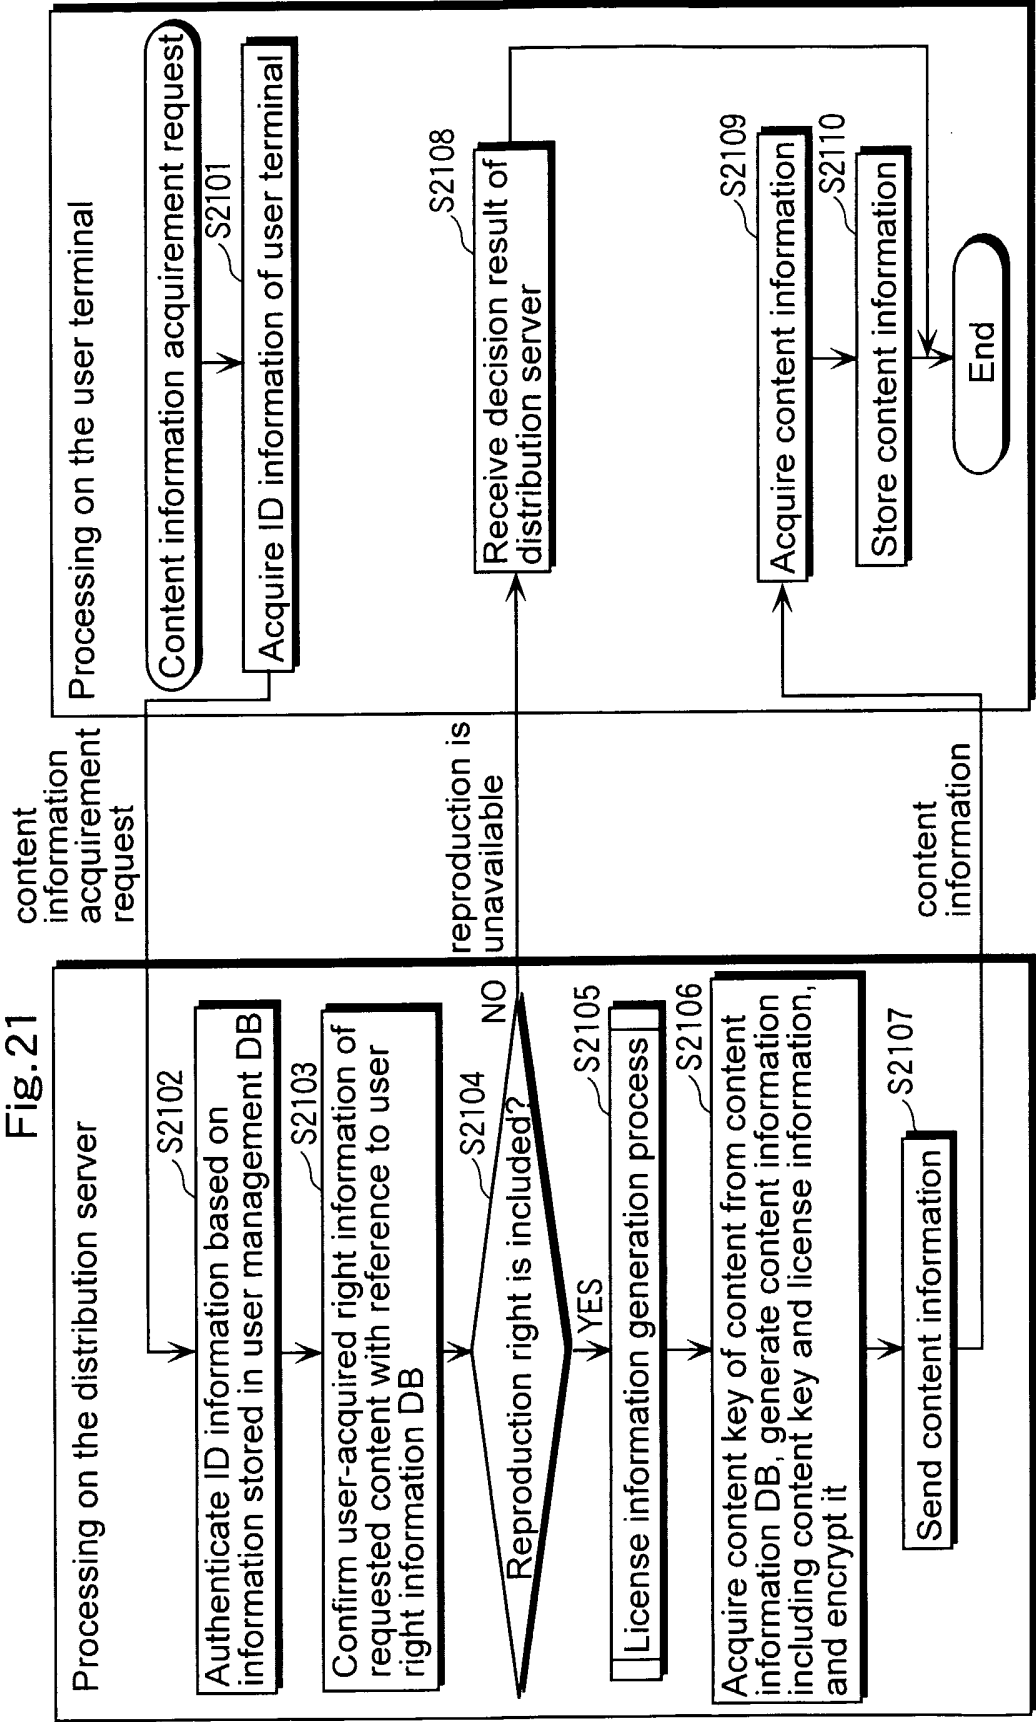 Fig.21
Processing on the distribution server
S2102
Authenticate ID information based on
information stored in user management DB
S2103
Confirm user-acquired right information of
requested content with reference to user
right information DB
S2104
Reproduction right is included?
NO
YES
S2105
License information generation process
S2106
Acquire content key of content from content
information DB, generate content information
including content key and license information,
and encrypt it
S2107
Send content information
content
information
acquirement
request
reproduction is
unavailable
content
information
Processing on the user terminal
Content information acquirement request
S2101
Acquire ID information of user terminal
S2108
Receive decision result of
distribution server
S2109
Acquire content information
S2110
Store content information
End